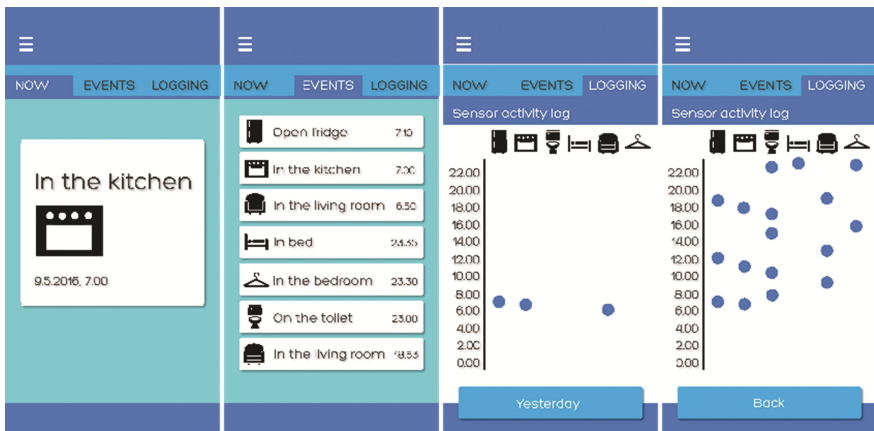 NOW EVENTS LOGGING
In the kitchen
9.5.2016, 7.00
NOW EVENTS LOGGING
Open fridge 7.10
In the kitchen 7.00
In the living room 6.50
In bed
In the bedroom 23.30
On the toilet 23.00
In the living room
NOW EVENTS LOGGING
Sensor activity log
22.00
20.00
18.00
16.00
14.00
12.00
10.00
8.00
6.00
4.00
2.00
0.00
Yesterday
NOW EVENTS LOGGING
Sensor activity log
22.00
20.00
18.00
16.00
14.00
12.00
10.00
8.00
6.00
4.00
2.00
0.00
Back